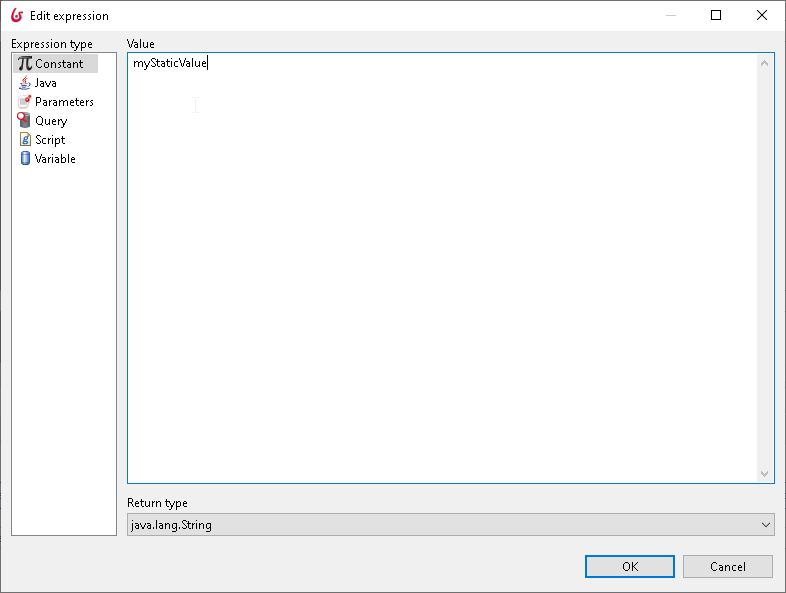 Edit expression
Expression type
Constant
Java
Parameters
Query
Script
Variable
Value
myStaticValue
Return type
java.lang.String
OK
Cancel